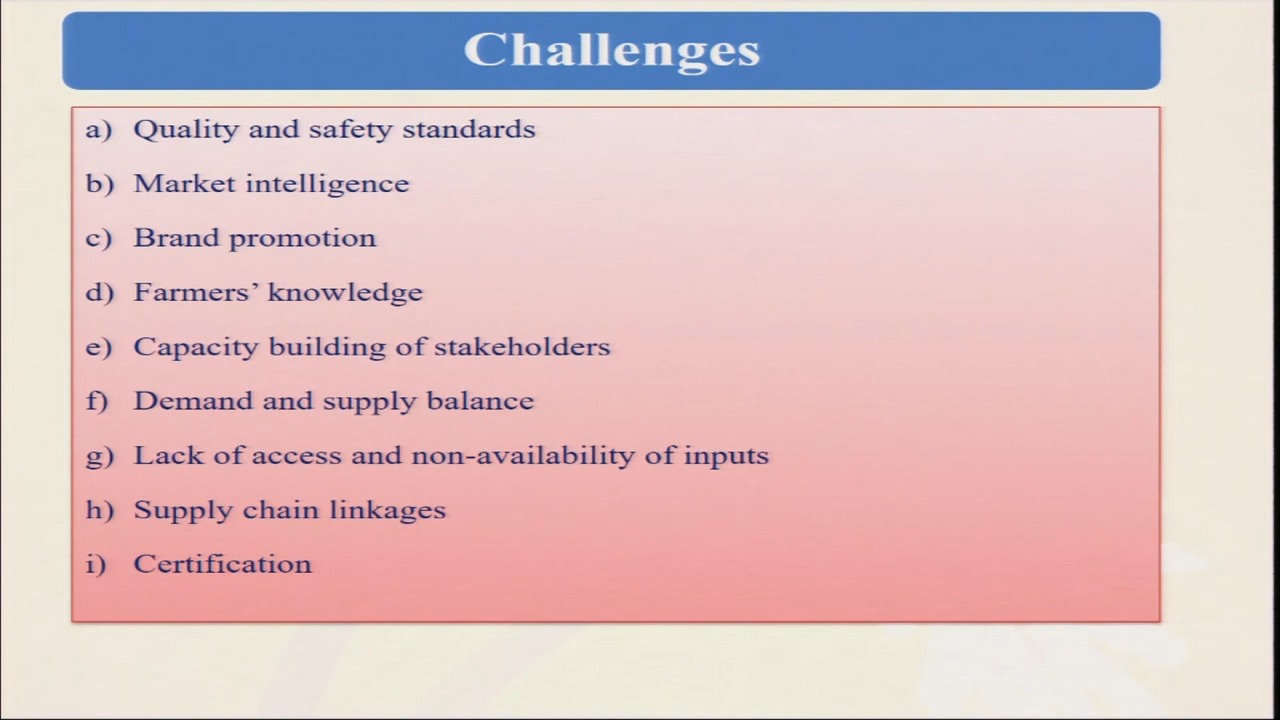 Challenges
a) Quality and safety standards
b) Market intelligence
c) Brand promotion
d) Farmers’ knowledge
e) Capacity building of stakeholders
f) Demand and supply balance
g) Lack of access and non-availability of inputs
h) Supply chain linkages
i) Certification